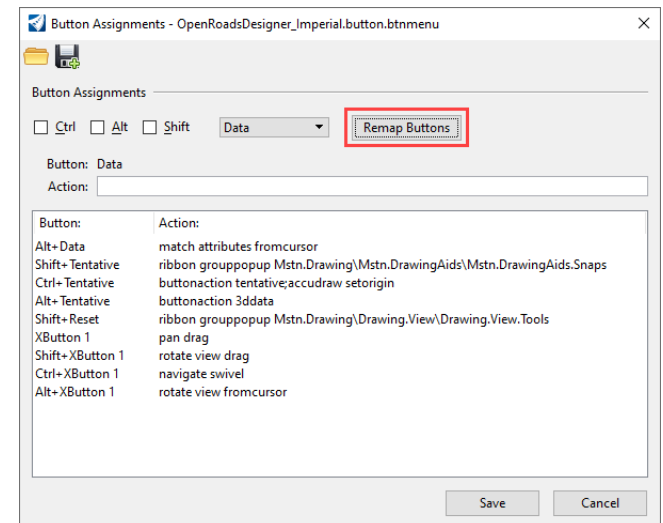 Button Assignments - OpenRoadsDesigner_Imperial.button.btnmenu
Button Assignments
Ctrl Alt Shift Data Remap Buttons
Button: Data
Action:
Button: Action:
Alt+Data match attributes fromcursor
Shift+Tentative ribbon grouppopup Mstn.Drawing\Mstn.DrawingAids\Mstn.DrawingAids.Snaps
Ctrl+Tentative buttonaction tentative;accudraw setorigin
Alt+Tentative buttonaction 3ddata
Shift+Reset ribbon grouppopup Mstn.Drawing\Drawing.View\Drawing.View.Tools
XButton 1 pan drag
Shift+XButton 1 rotate view drag
Ctrl+XButton 1 navigate swivel
Alt+XButton 1 rotate view fromcursor
Save Cancel